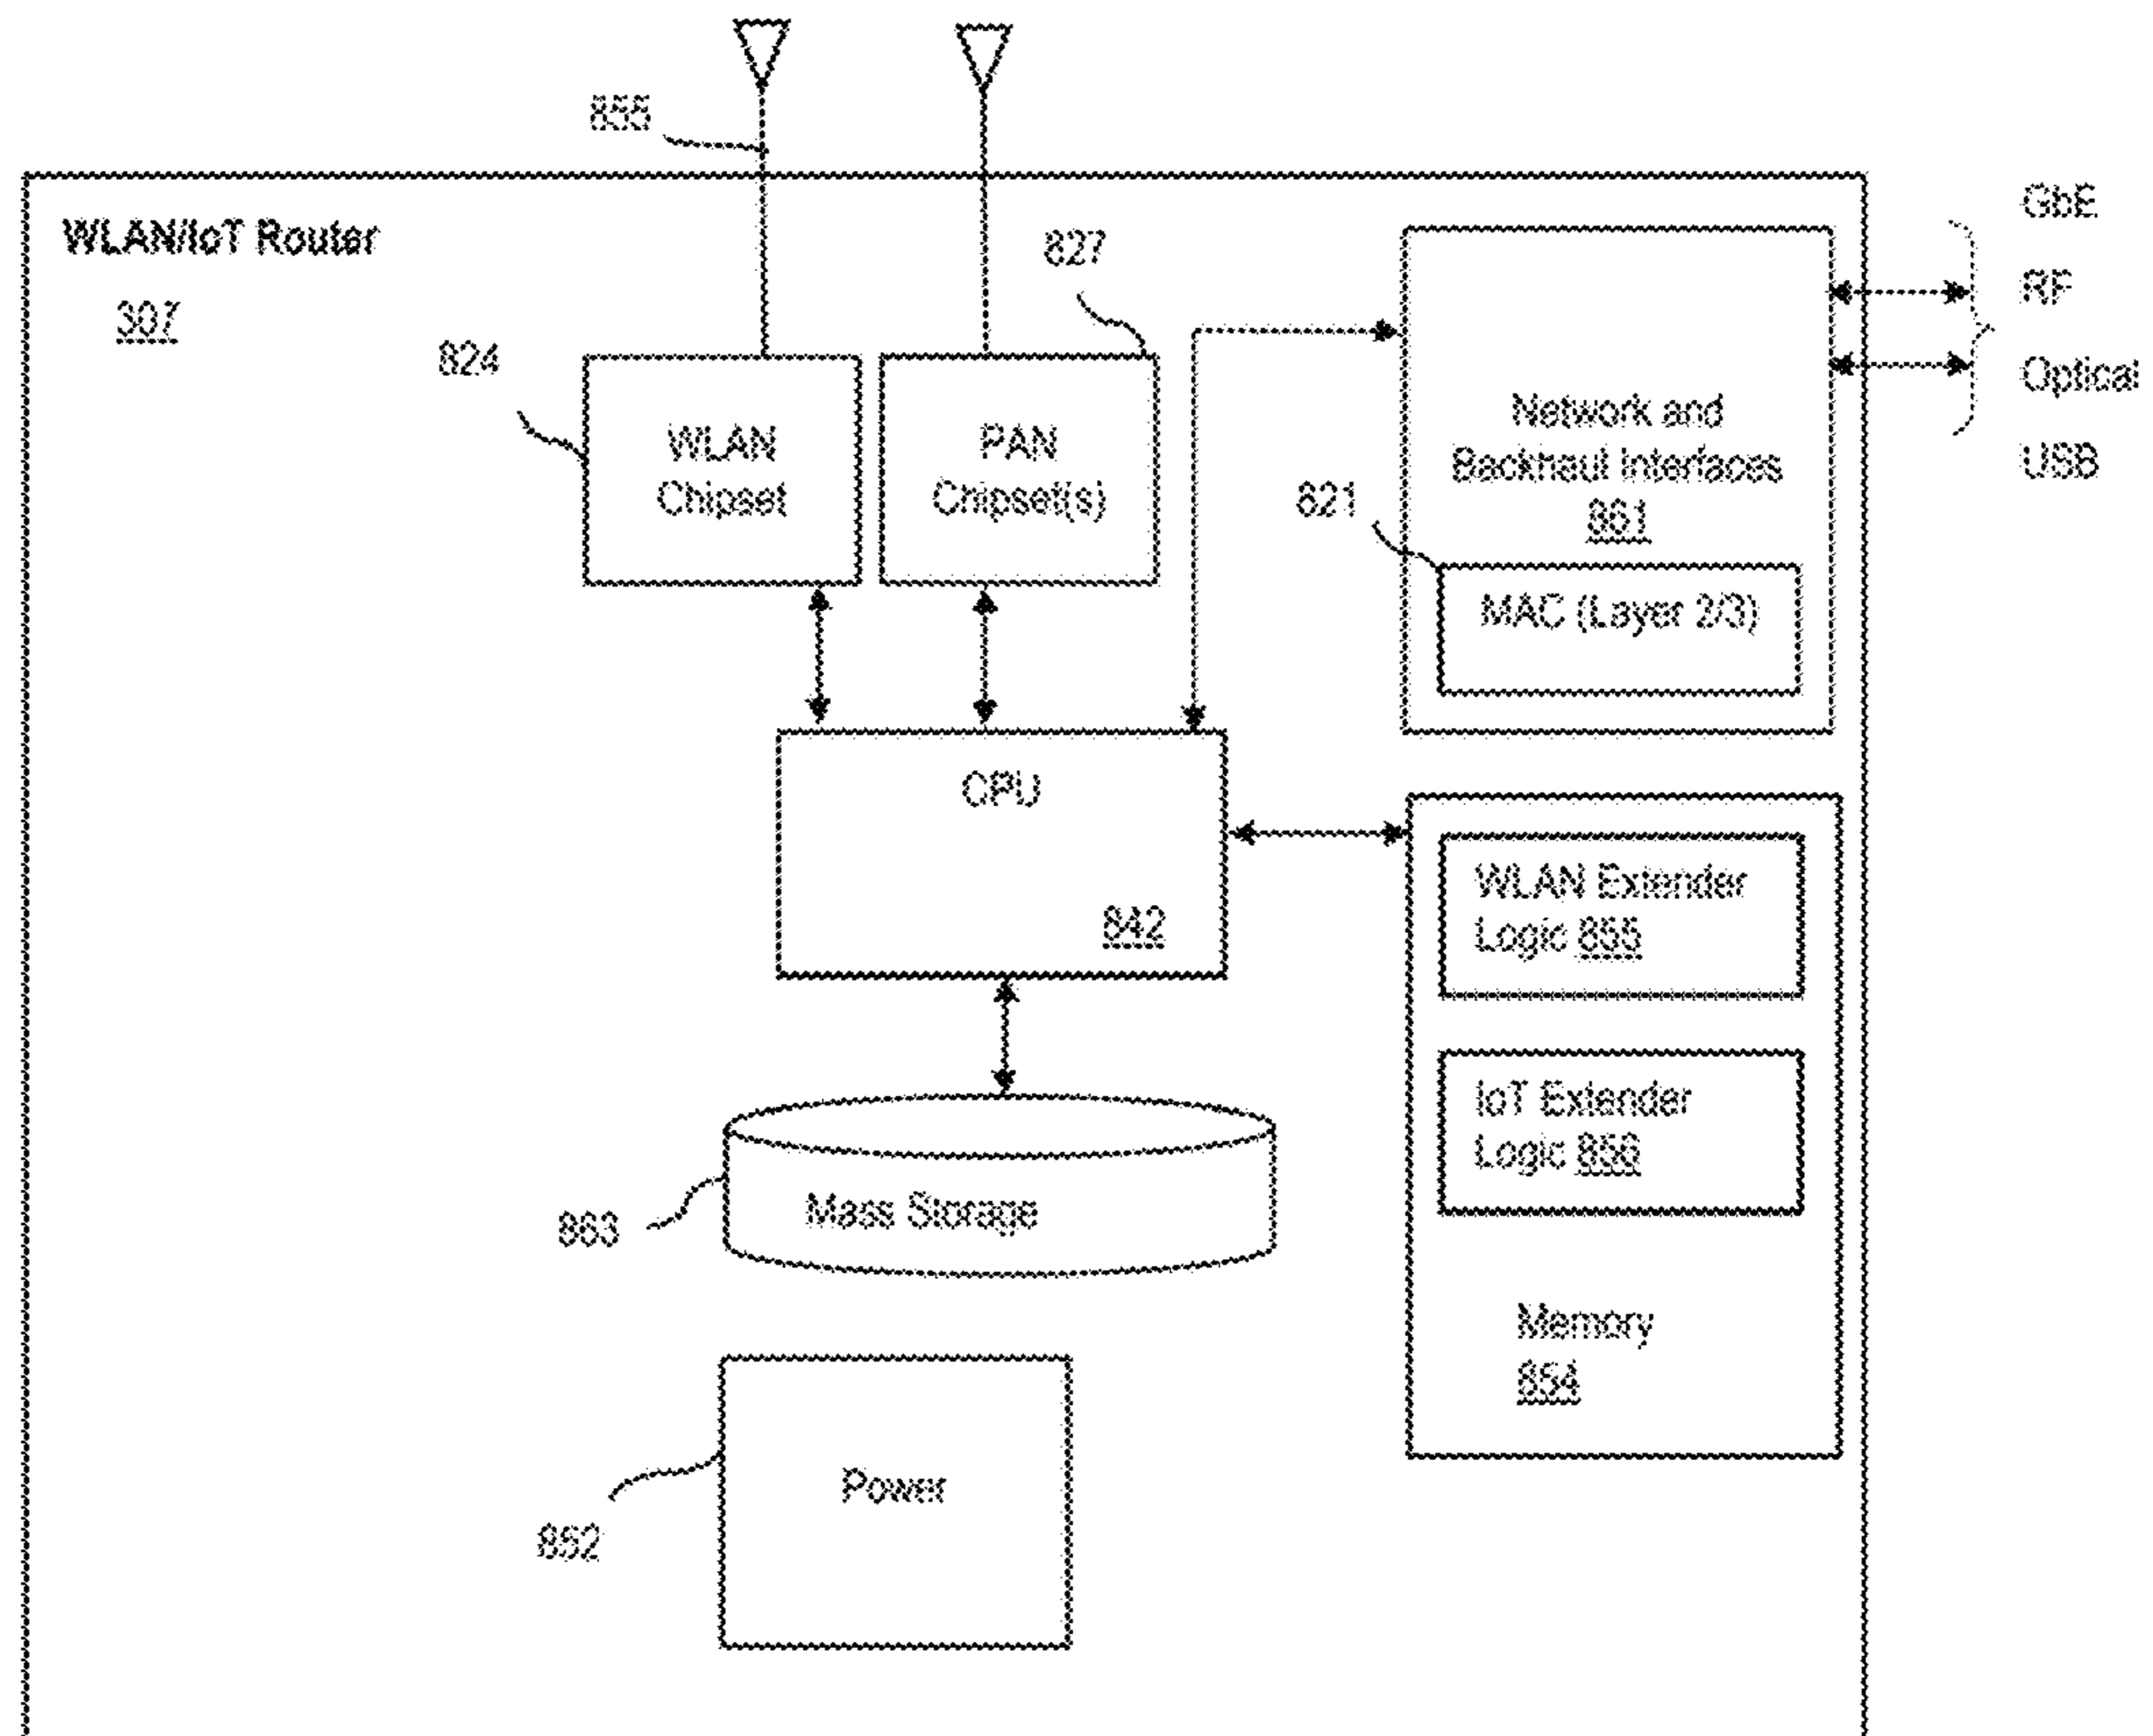 855
WLAN/IoT Router
307
GbE
RF
Optical
USB
827
824
WLAN
Chipset
PAN
Chipset(s)
Network and
Backhaul Interfaces
861
821
MAC (Layer 2/3)
CPU
842
WLAN Extender
Logic 855
IoT Extender
Logic 856
Memory
854
863
Mass Storage
Power
852